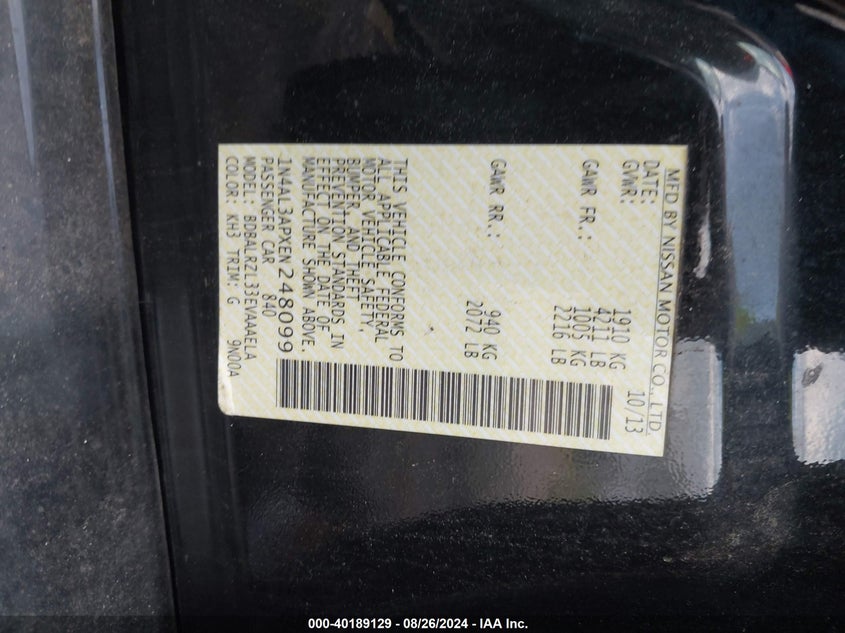 MFD BY NISSAN MOTOR CO., LTD.
DATE: 10/13
GVWR: 1910 KG
4211 LB
GAWR FR.: 1005 KG
2216 LB
GAWR RR.: 940 KG
2072 LB
THIS VEHICLE CONFORMS TO
ALL APPLICABLE FEDERAL
MOTOR VEHICLE SAFETY,
BUMPER, AND THEFT
PREVENTION STANDARDS IN
EFFECT ON THE DATE OF
MANUFACTURE SHOWN ABOVE.
1N4AL3APXEN248099
PASSENGER CAR 840
MODEL: BDBALRZL33EVAAAELA
COLOR: KH3 TRIM: G 9N00A
000-40189129 - 08/26/2024 - IAA Inc.